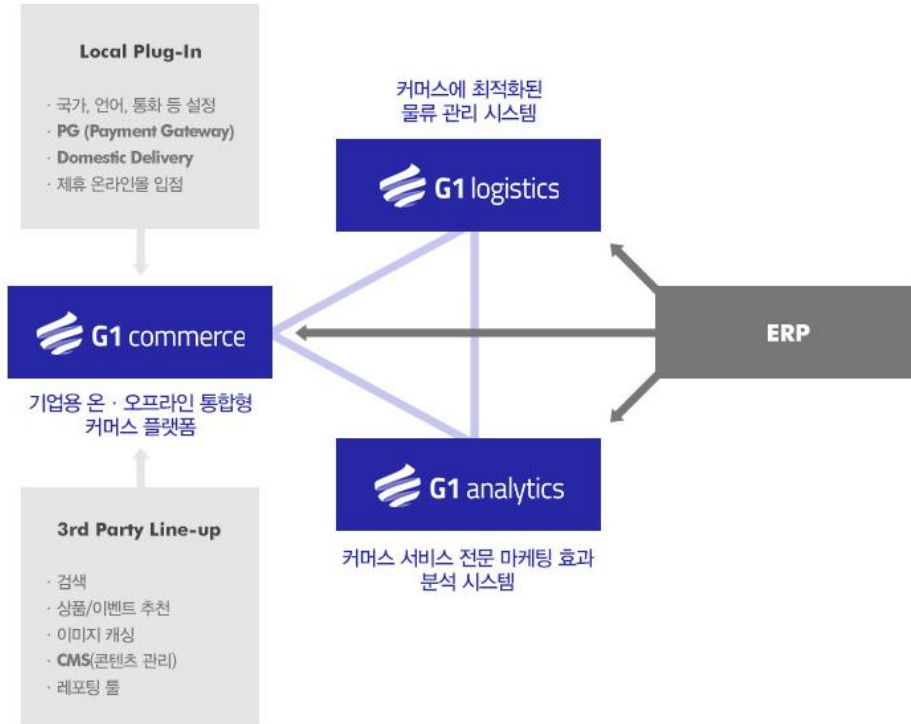 Local Plug-In
· 국가, 언어, 통화 등 설정
· PG (Payment Gateway)
· Domestic Delivery
· 제휴 온라인몰 입점
커머스에 최적화된
물류 관리 시스템
G1 logistics
G1 commerce
기업용 온 · 오프라인 통합형
커머스 플랫폼
ERP
G1 analytics
커머스 서비스 전문 마케팅 효과
분석 시스템
3rd Party Line-up
· 검색
· 상품/이벤트 추천
· 이미지 캐싱
· CMS(콘텐츠 관리)
· 레포팅 툴